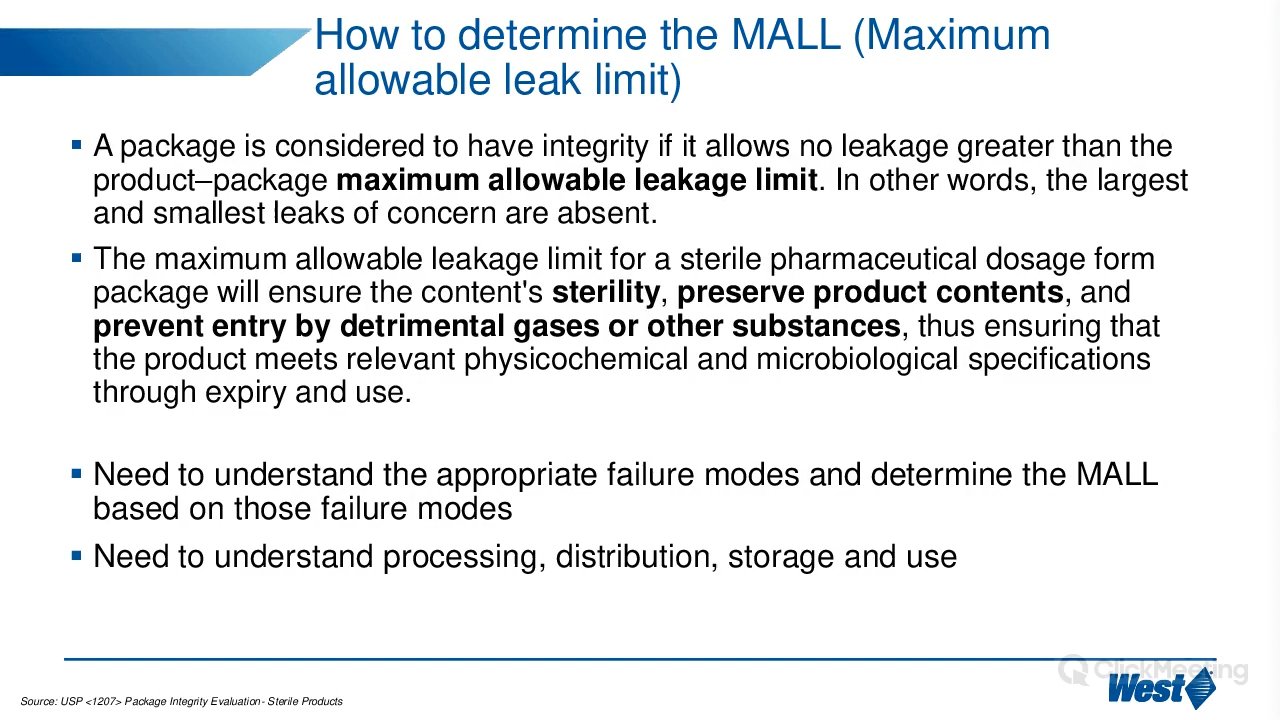 How to determine the MALL (Maximum
allowable leak limit)
▪ A package is considered to have integrity if it allows no leakage greater than the
product–package maximum allowable leakage limit. In other words, the largest
and smallest leaks of concern are absent.
▪ The maximum allowable leakage limit for a sterile pharmaceutical dosage form
package will ensure the content's sterility, preserve product contents, and
prevent entry by detrimental gases or other substances, thus ensuring that
the product meets relevant physicochemical and microbiological specifications
through expiry and use.
▪ Need to understand the appropriate failure modes and determine the MALL
based on those failure modes
▪ Need to understand processing, distribution, storage and use
ClickMeeting
West
Source: USP <1207> Package Integrity Evaluation- Sterile Products